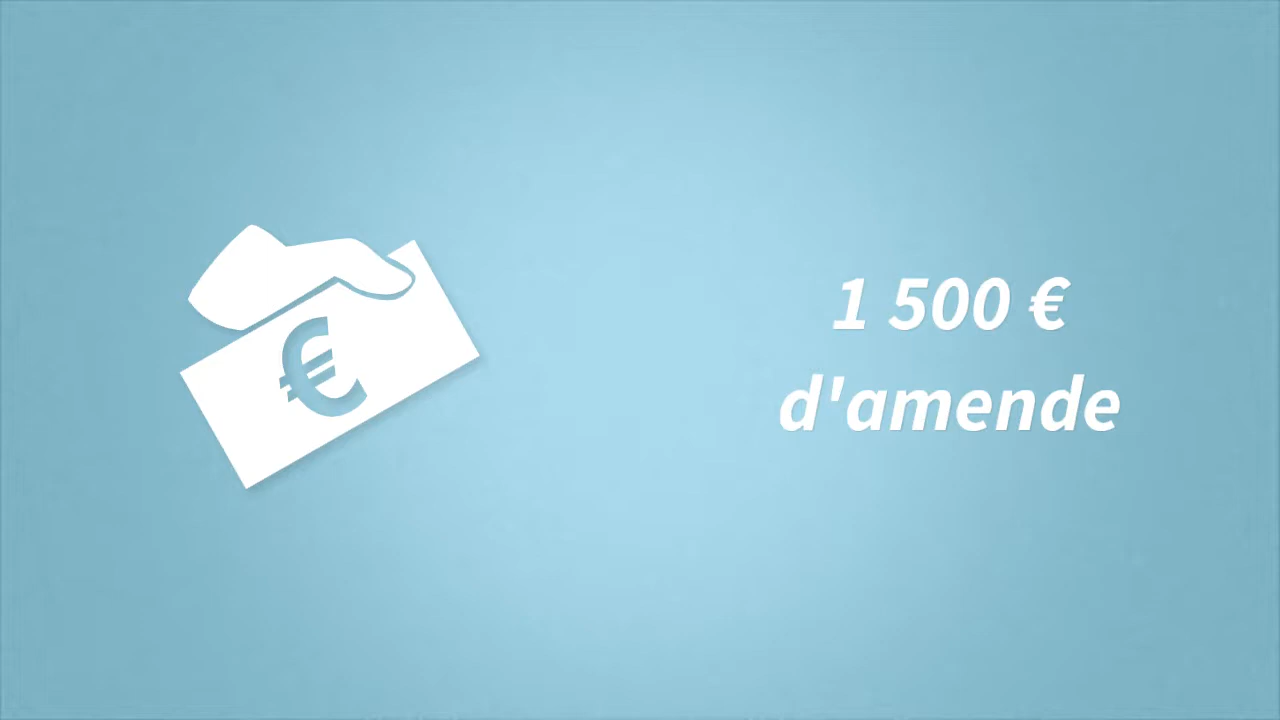 €
1 500 €
d'amende